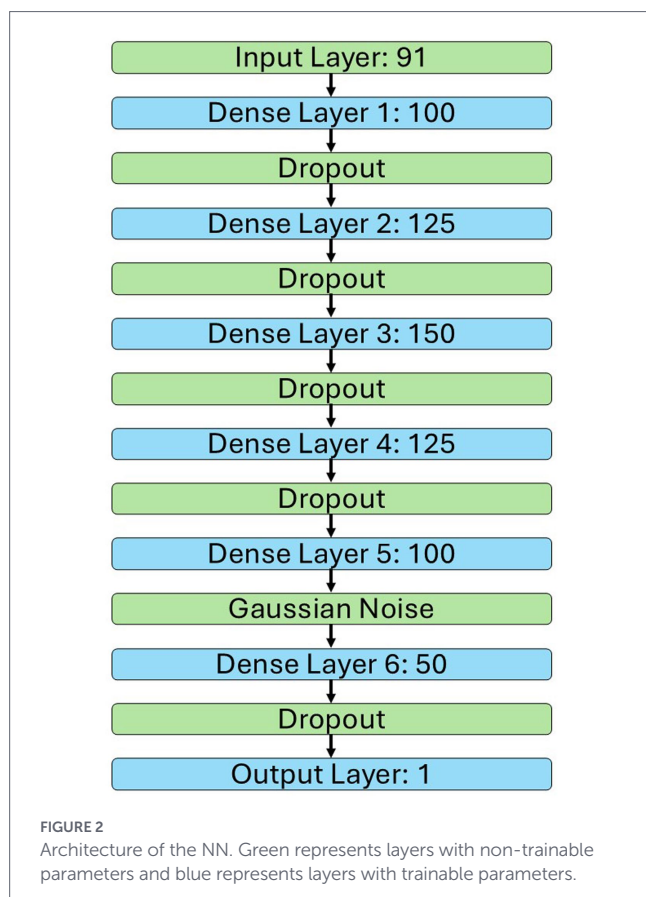 Input Layer: 91
Dense Layer 1: 100
Dropout
Dense Layer 2: 125
Dropout
Dense Layer 3: 150
Dropout
Dense Layer 4: 125
Dropout
Dense Layer 5: 100
Gaussian Noise
Dense Layer 6: 50
Dropout
Output Layer: 1
FIGURE 2
Architecture of the NN. Green represents layers with non-trainable
parameters and blue represents layers with trainable parameters.